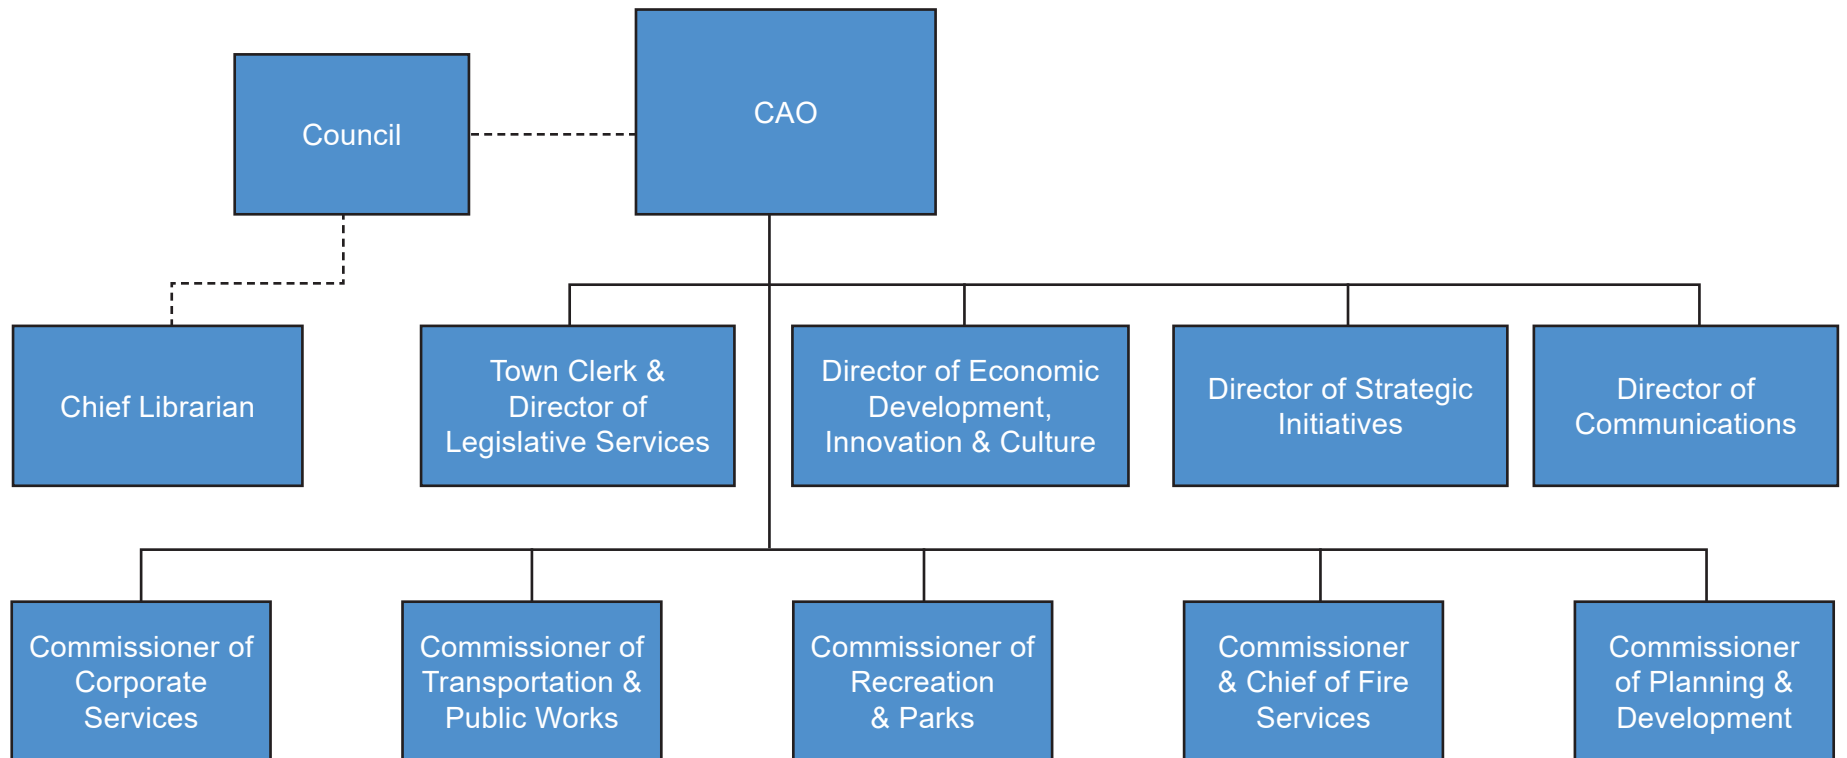 Council
CAO
Chief Librarian
Town Clerk &
Director of
Legislative Services
Director of Economic
Development,
Innovation & Culture
Director of Strategic
Initiatives
Director of
Communications
Commissioner of
Corporate
Services
Commissioner of
Transportation &
Public Works
Commissioner of
Recreation
& Parks
Commissioner
& Chief of Fire
Services
Commissioner
of Planning &
Development